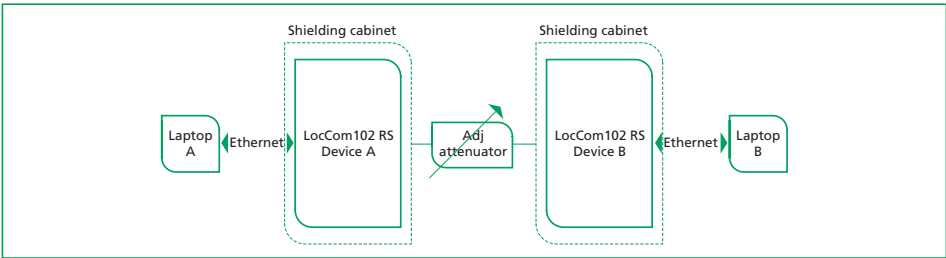 Shielding cabinet
Shielding cabinet
Laptop
A
Ethernet
LocCom102 RS
Device A
Adj
attenuator
LocCom102 RS
Device B
Ethernet
Laptop
B